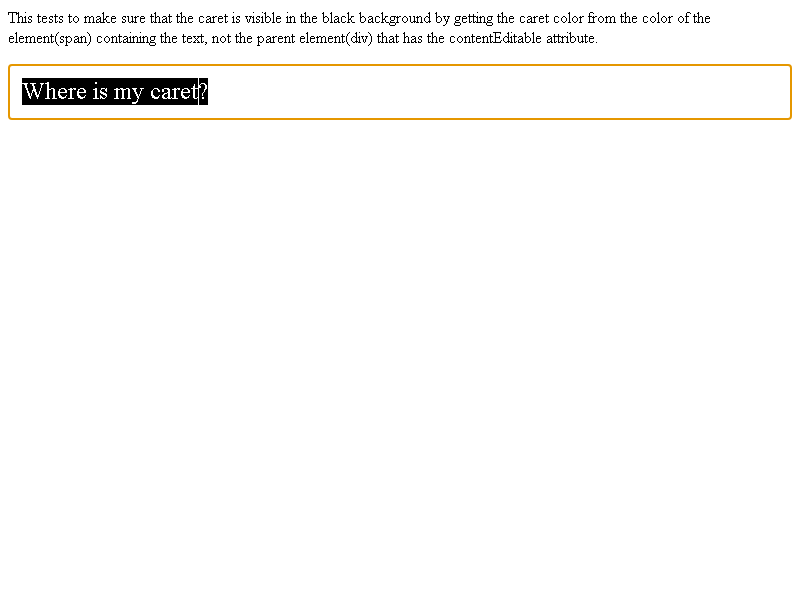 This tests to make sure that the caret is visible in the black background by getting the caret color from the color of the
element(span) containing the text, not the parent element(div) that has the contentEditable attribute.
Where is my caret?